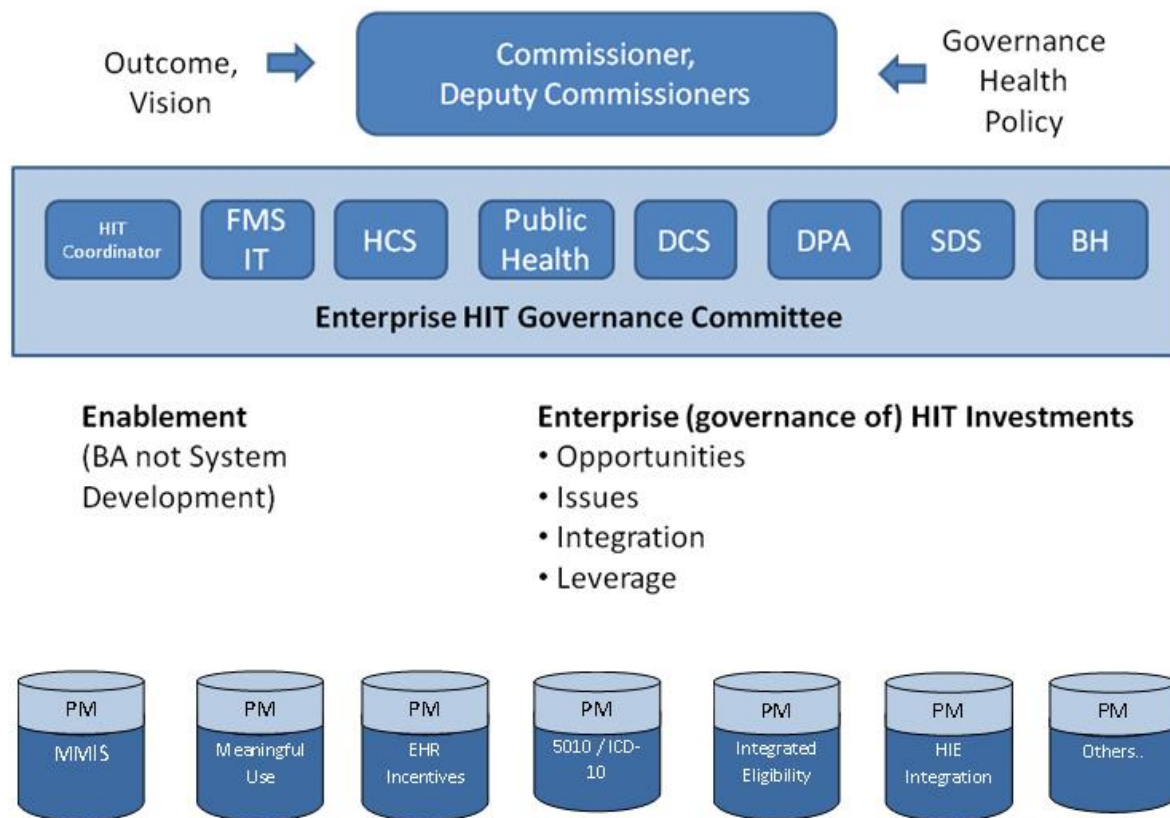 Outcome,
Vision
Commissioner,
Deputy Commissioners
Governance
Health
Policy
HIT
Coordinator
FMS
IT
HCS
Public
Health
DCS
DPA
SDS
BH
Enterprise HIT Governance Committee
Enablement
(BA not System
Development)
Enterprise (governance of) HIT Investments
• Opportunities
• Issues
• Integration
• Leverage
PM
MMIS
PM
Meaningful
Use
PM
EHR
Incentives
PM
5010 / ICD-
10
PM
Integrated
Eligibility
PM
HIE
Integration
PM
Others..